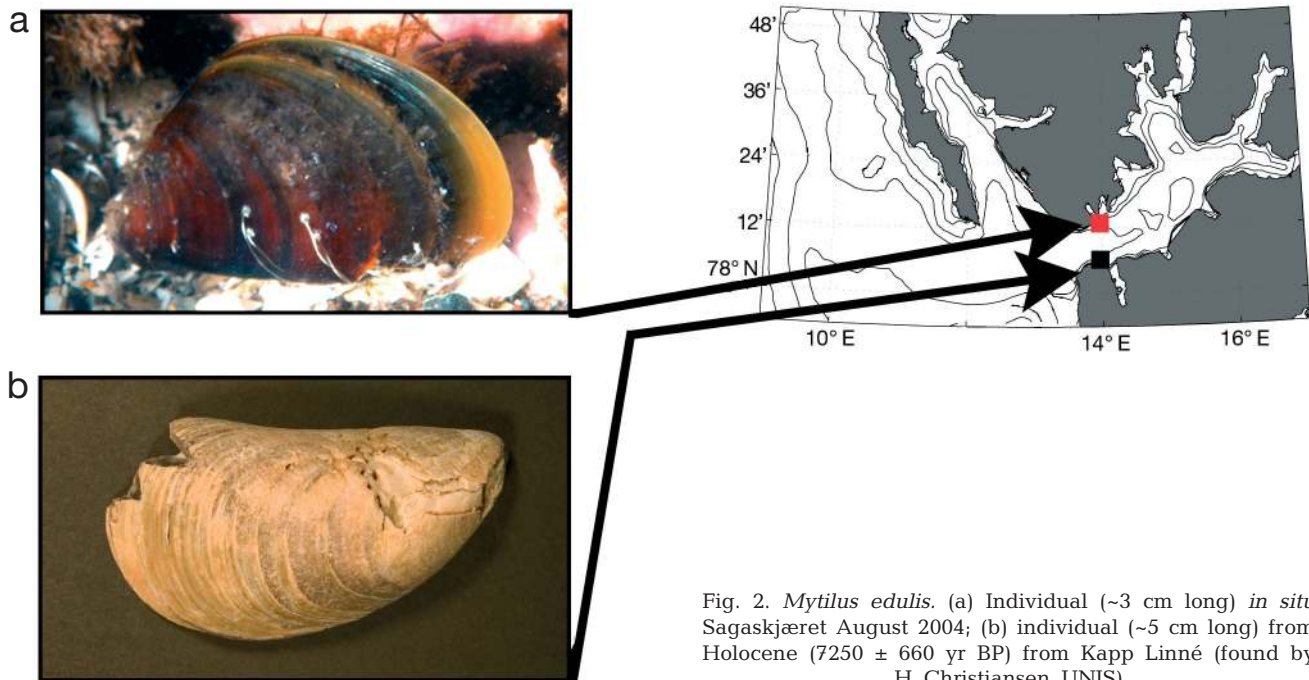 a
48'
36'
24'
12'
78° N
10° E
14° E
16° E
b
Fig. 2. Mytilus edulis. (a) Individual (~3 cm long) in situ
Sagaskjæret August 2004; (b) individual (~5 cm long) from
Holocene (7250 ± 660 yr BP) from Kapp Linné (found by
H. Christiansen, UNIS)